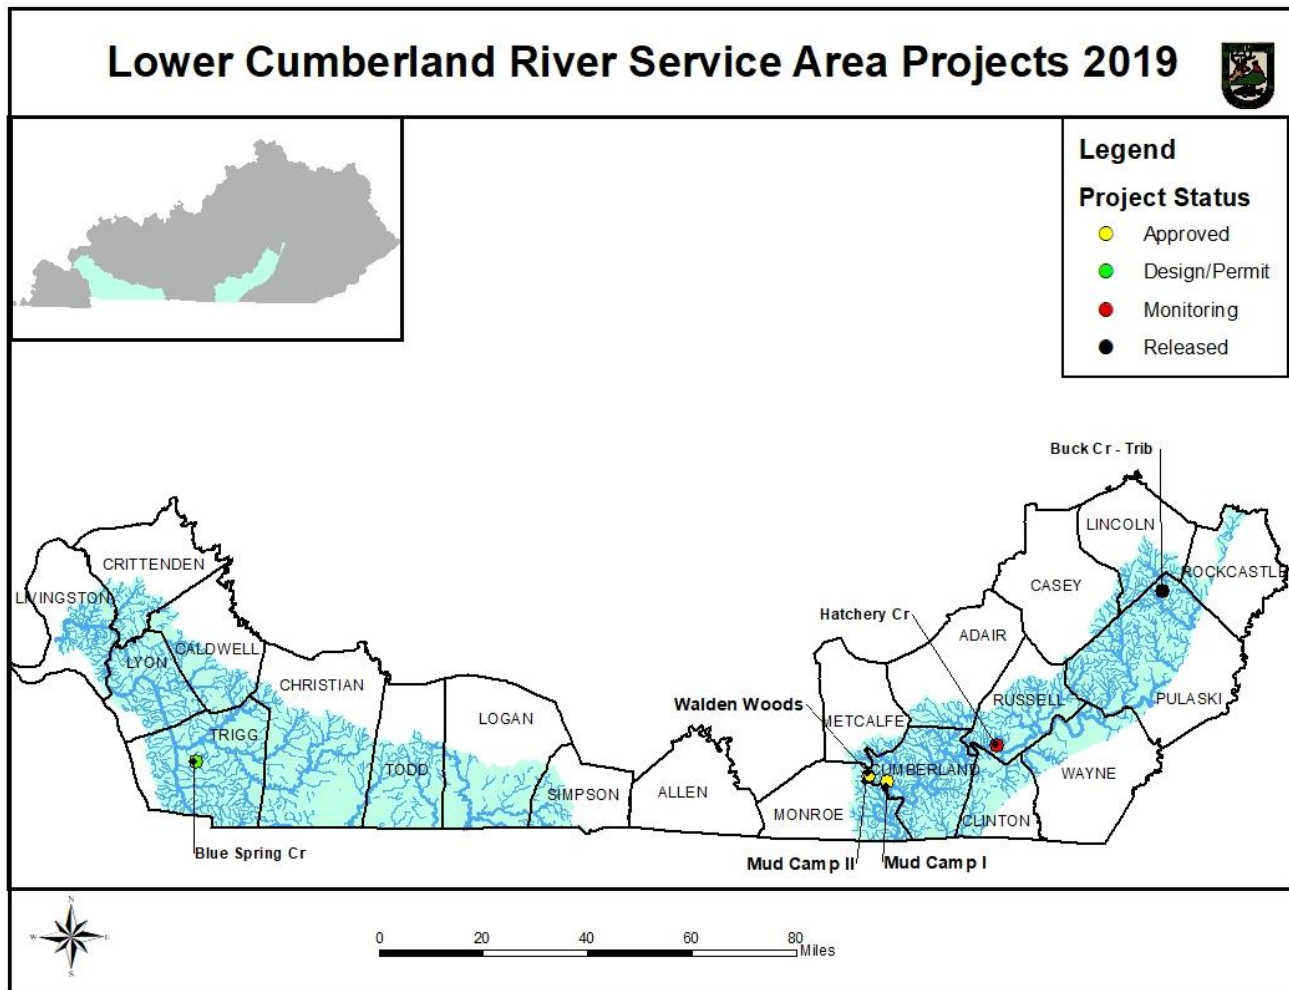 Lower Cumberland River Service Area Projects 2019
Legend
Project Status
Approved
Design/Permit
Monitoring
Released
Buck Cr - Trib
LINCOLN
CRITTENDEN
ROCKCASTLE
CASEY
LIVINGSTON
Hatchery Cr
ADAIR
CALDWELL
LYON
CHRISTIAN
RUSSELL
PULASKI
Walden Woods
METCALFE
LOGAN
TRIGG
TODD
CUMBERLAND
WAYNE
SIMPSON
ALLEN
MONROE
CLINTON
Blue Spring Cr
Mud Camp II
Mud Camp I
N
W
E
S
0 20 40 60 80
Miles